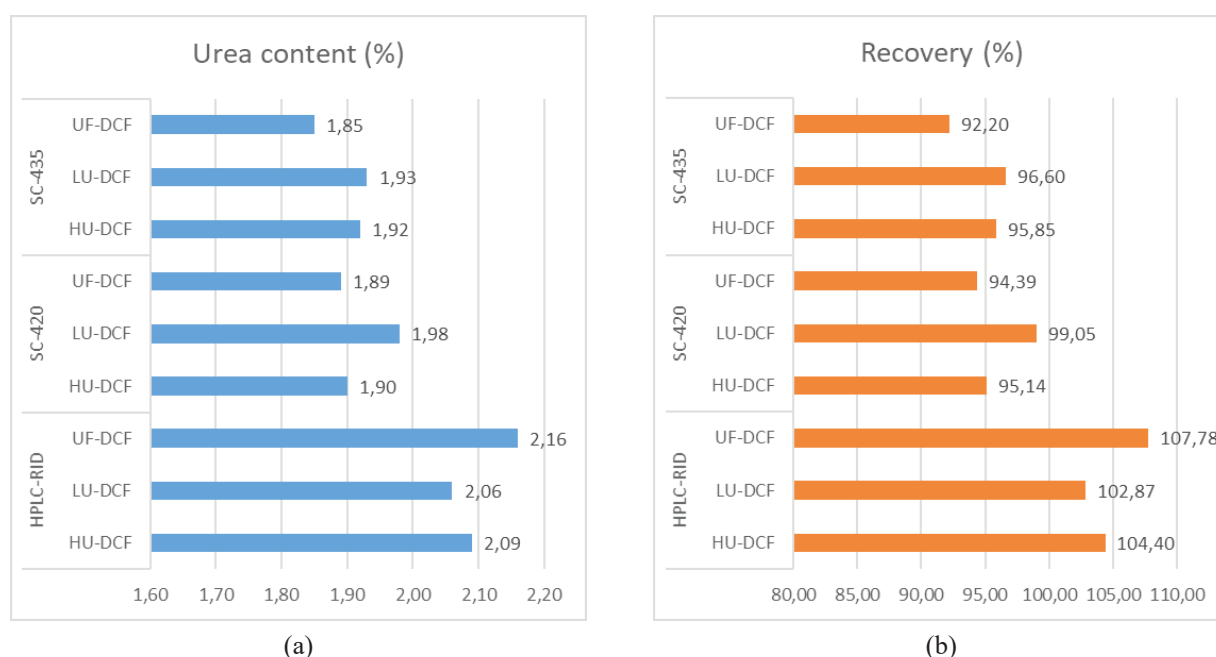 Urea content (%)
SC-435
UF-DCF 1,85
LU-DCF 1,93
HU-DCF 1,92
SC-420
UF-DCF 1,89
LU-DCF 1,98
HU-DCF 1,90
HPLC-RID
UF-DCF 2,16
LU-DCF 2,06
HU-DCF 2,09
1,60 1,70 1,80 1,90 2,00 2,10 2,20
(a)
Recovery (%)
SC-435
UF-DCF 92,20
LU-DCF 96,60
HU-DCF 95,85
SC-420
UF-DCF 94,39
LU-DCF 99,05
HU-DCF 95,14
HPLC-RID
UF-DCF 107,78
LU-DCF 102,87
HU-DCF 104,40
80,00 85,00 90,00 95,00 100,00 105,00 110,00
(b)